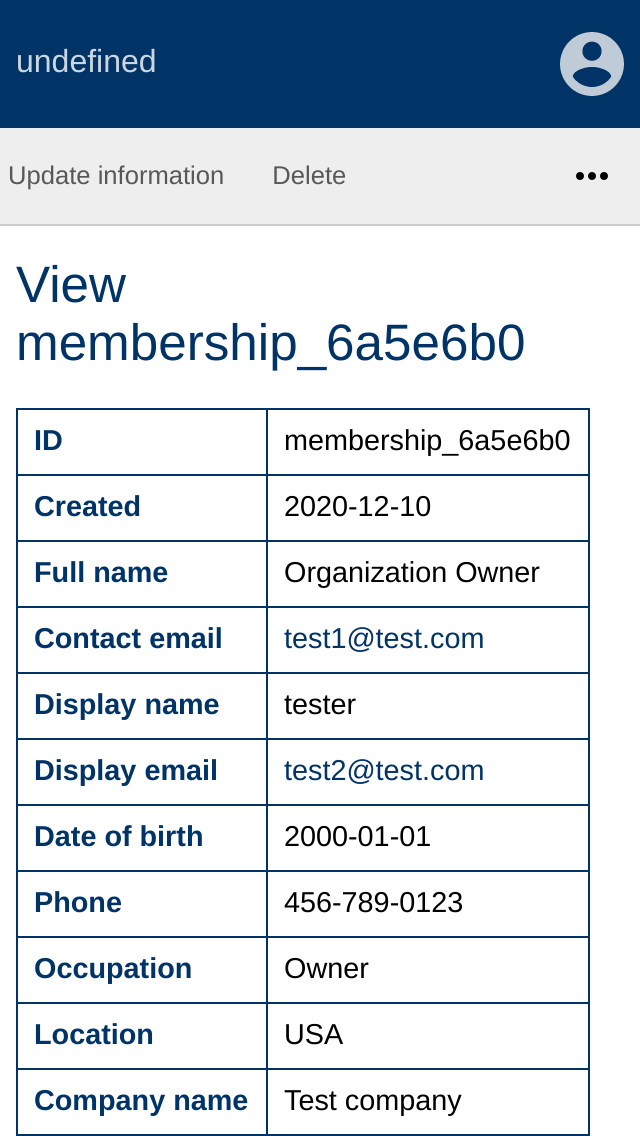 undefined
Update information Delete •••
View
membership_6a5e6b0
ID membership_6a5e6b0
Created 2020-12-10
Full name Organization Owner
Contact email test1@test.com
Display name tester
Display email test2@test.com
Date of birth 2000-01-01
Phone 456-789-0123
Occupation Owner
Location USA
Company name Test company